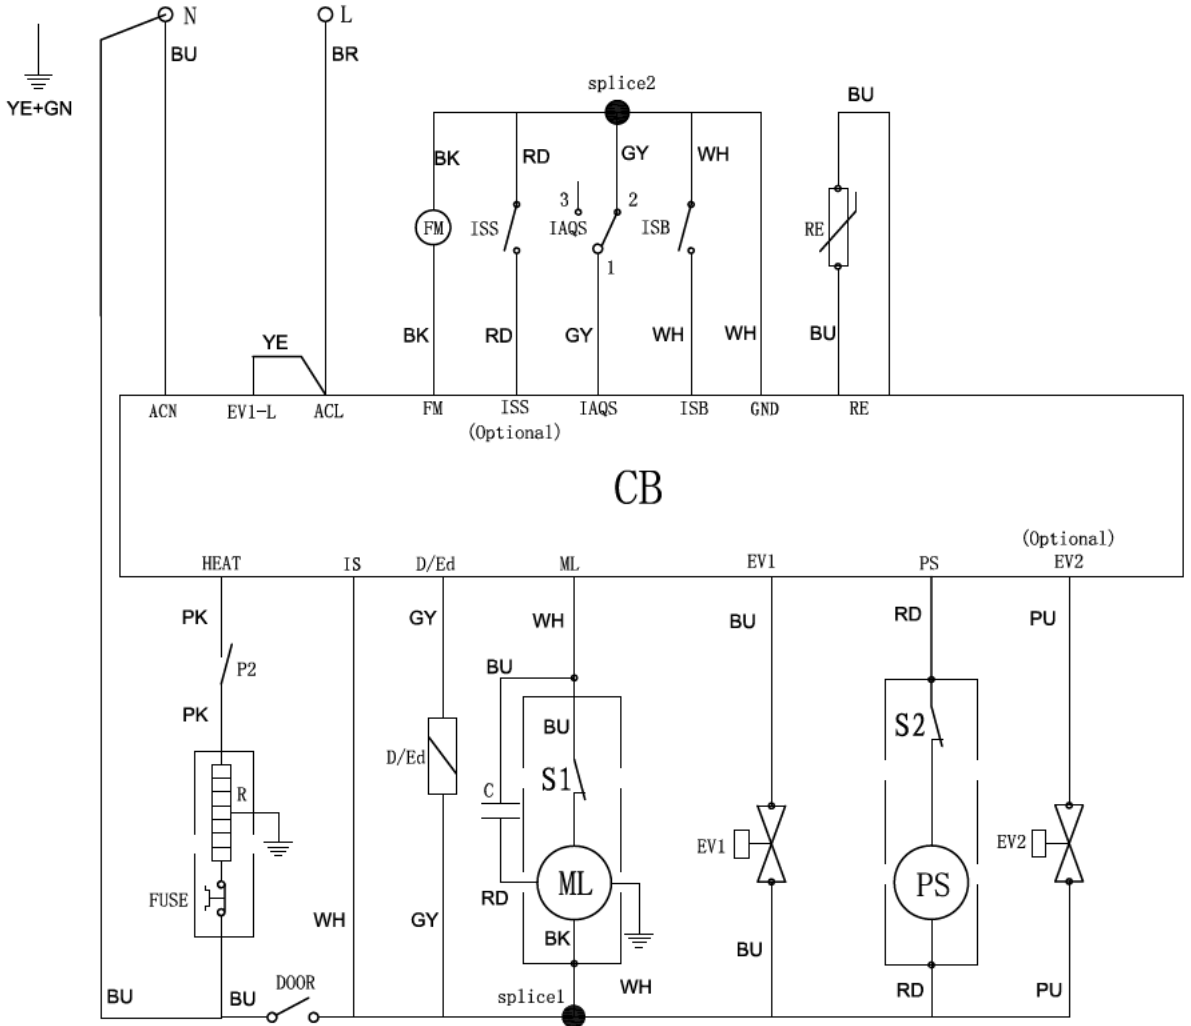 N
L
BU
BR
YE+GN
splice2
BU
BK
RD
GY
WH
3
2
FM
ISS
IAQS
ISB
RE
1
BK
RD
GY
WH
WH
BU
YE
ACN
EV1-L
ACL
FM
ISS
IAQS
ISB
GND
RE
(Optional)
CB
(Optional)
HEAT
IS
D/Ed
ML
EV1
PS
EV2
PK
GY
WH
BU
RD
PU
P2
BU
PK
BU
S2
D/Ed
S1
R
C
EV1
EV2
ML
PS
FUSE
RD
WH
GY
BK
BU
DOOR
WH
BU
BU
splice1
RD
PU